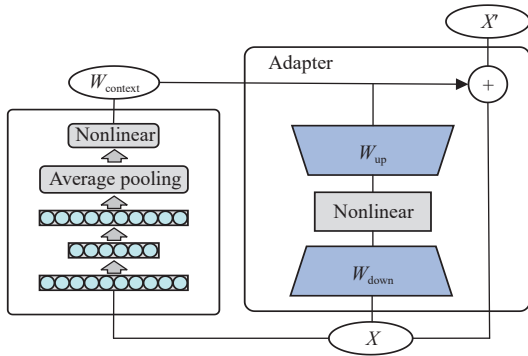 X'
Adapter
W_context
+
Nonlinear
W_up
Average pooling
Nonlinear
W_down
X